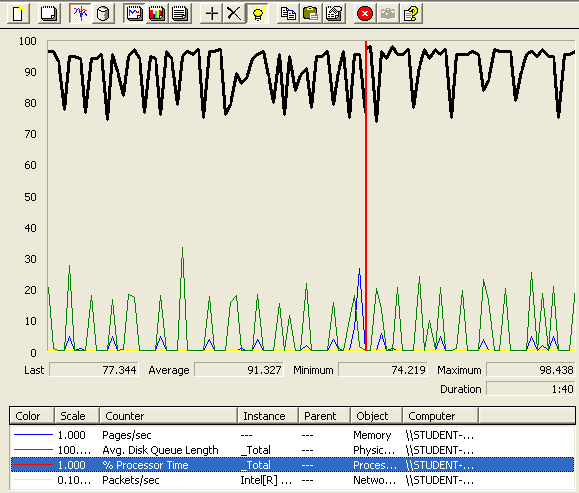 100
90
80
70
60
50
40
30
20
10
0
Last 77.344 Average 91.327 Minimum 74.219 Maximum 98.438
Duration 1:40
Color Scale Counter Instance Parent Object Computer
1.000 Pages/sec --- --- Memory \\STUDENT-...
100.... Avg. Disk Queue Length _Total --- Physic... \\STUDENT-...
1.000 % Processor Time _Total --- Proces... \\STUDENT-...
0.10... Packets/sec Intel[R] ... --- Netwo... \\STUDENT-...